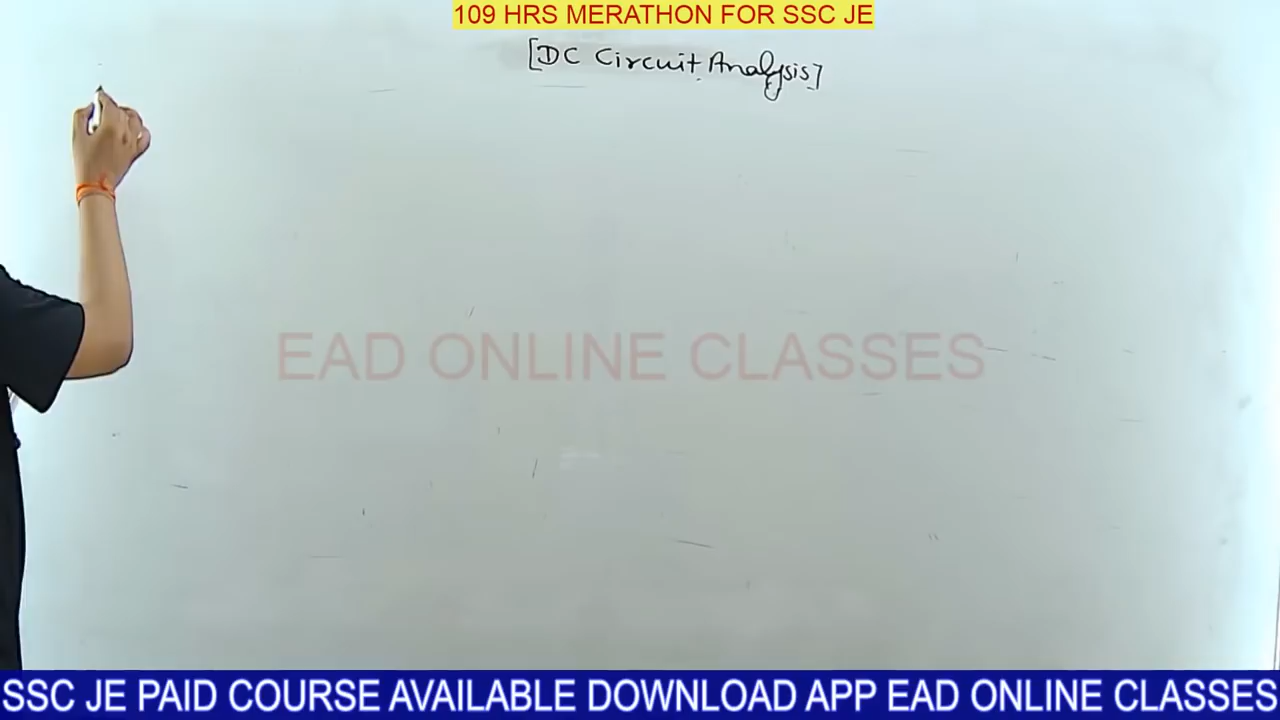 109 HRS MERATHON FOR SSC JE
[DC Circuit Analysis]
EAD ONLINE CLASSES
SSC JE PAID COURSE AVAILABLE DOWNLOAD APP EAD ONLINE CLASSES